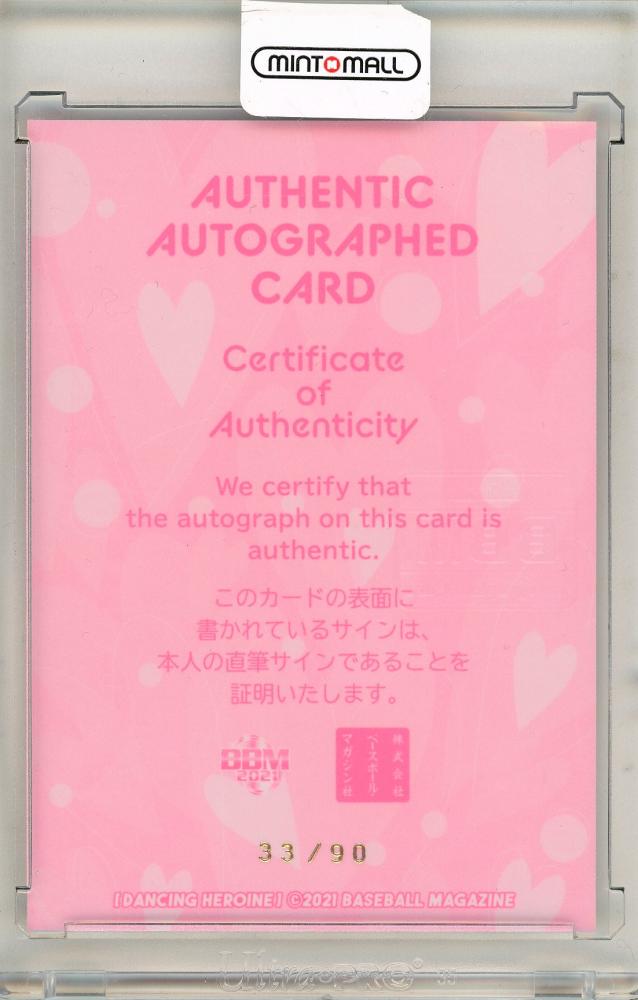 MINTMALL
AUTHENTIC
AUTOGRAPHED
CARD
Certificate
of
Authenticity
We certify that
the autograph on this card is
authentic.
このカードの表面に
書かれているサインは、
本人の直筆サインであることを
証明いたします。
BBM
2021
株式会社
ベースボール・
マガジン社
33/90
[DANCING HEROINE] ©2021 BASEBALL MAGAZINE
Ultra PRO®